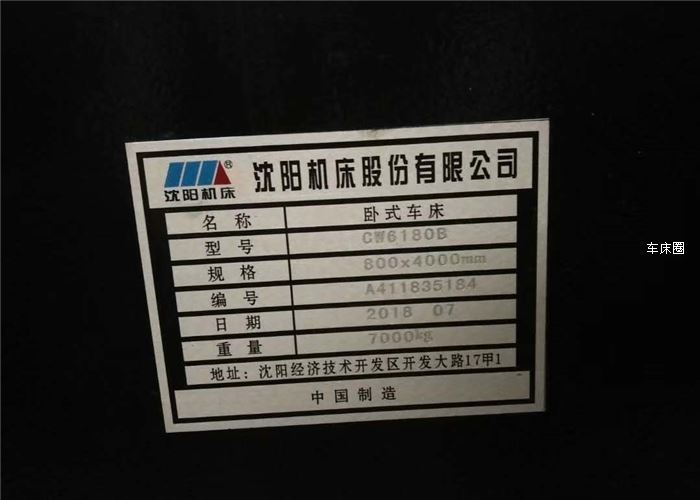 沈阳机床®
沈阳机床股份有限公司
名称 卧式车床
型号 CW6180B
规格 800x4000mm
编号 A411835184
日期 2018 07
重量 7000kg
地址：沈阳经济技术开发区开发大路17甲1
中国制造
车床圈